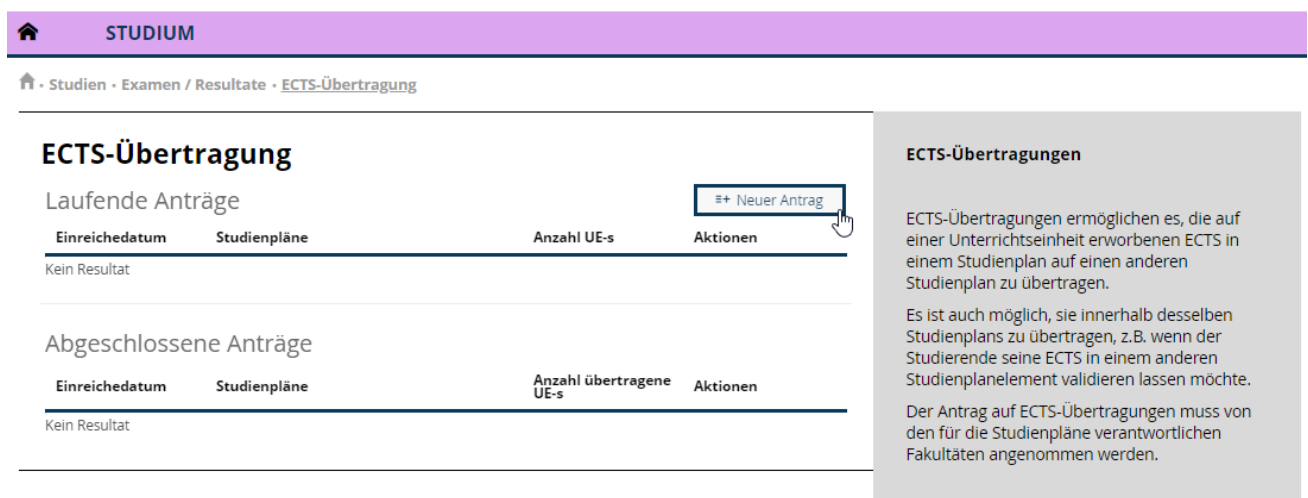 STUDIUM
Studien · Examen / Resultate · ECTS-Übertragung
ECTS-Übertragung
Laufende Anträge
Neuer Antrag
Einreichedatum Studienpläne Anzahl UE-s Aktionen
Kein Resultat
Abgeschlossene Anträge
Einreichedatum Studienpläne Anzahl übertragene UE-s Aktionen
Kein Resultat
ECTS-Übertragungen
ECTS-Übertragungen ermöglichen es, die auf
einer Unterrichtseinheit erworbenen ECTS in
einem Studienplan auf einen anderen
Studienplan zu übertragen.
Es ist auch möglich, sie innerhalb desselben
Studienplans zu übertragen, z.B. wenn der
Studierende seine ECTS in einem anderen
Studienplanelement validieren lassen möchte.
Der Antrag auf ECTS-Übertragungen muss von
den für die Studienpläne verantwortlichen
Fakultäten angenommen werden.